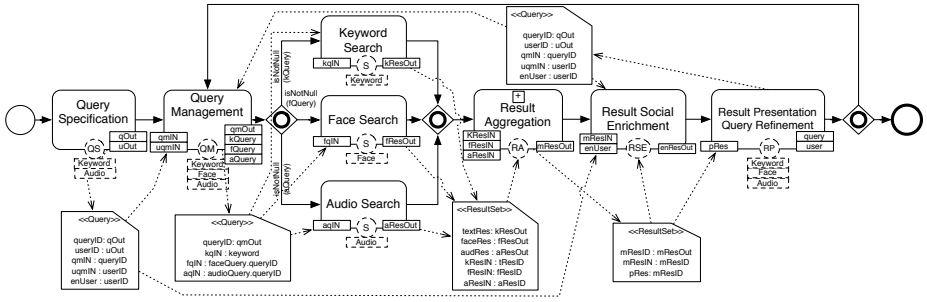 <<Query>>
queryID: qOut
userID: uOut
qmIN: queryID
uqmIN: userID
enUser: userID
Keyword
Search
kqIN
S
kResOut
Keyword
isNotNull
(kQuery)
isNotNull
(fQuery)
Query
Specification
qOut
uOut
QS
Keyword
Audio
Query
Management
qmIN
uqmIN
QM
qmOut
kQuery
fQuery
aQuery
Keyword
Face
Audio
Face Search
fqIN
S
fResOut
Face
isNotNull
(aQuery)
Audio Search
aqIN
S
aResOut
Audio
+
Result
Aggregation
KResIN
fResIN
aResIN
RA
mResOut
Result Social
Enrichment
mResIN
enUser
RSE
enResOut
Result Presentation
Query Refinement
pRes
RP
query
user
Keyword
Face
Audio
<<Query>>
queryID: qOut
userID: uOut
qmIN : queryID
uqmIN: userID
enUser : userID
<<Query>>
queryID: qmOut
kqIN : keyword
fqIN : faceQuery.queryID
aqIN : audioQuery.queryID
<<ResultSet>>
textRes: kResOut
faceRes : fResOut
audRes : aResOut
kResIN : tResID
fResIN: fResID
aResIN : aResID
<<ResultSet>>
mResID : mResOut
mResIN : mResID
pRes: mResID